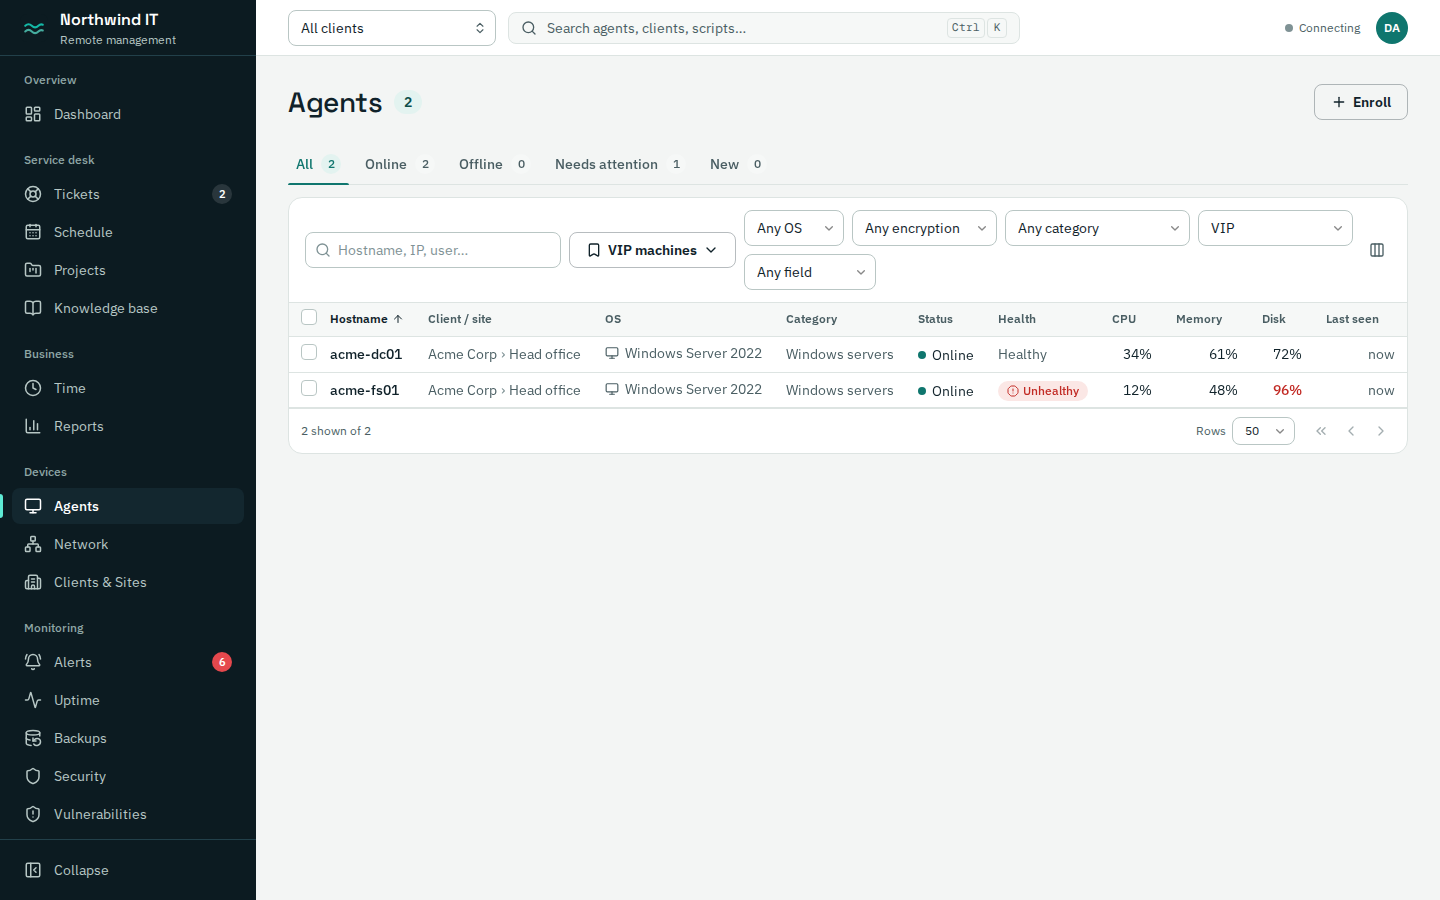 Northwind IT
Remote management
Overview
Dashboard
Service desk
Tickets 2
Schedule
Projects
Knowledge base
Business
Time
Reports
Devices
Agents
Network
Clients & Sites
Monitoring
Alerts 6
Uptime
Backups
Security
Vulnerabilities
Collapse
All clients Search agents, clients, scripts... Ctrl K Connecting DA
Agents 2 Enroll
All 2 Online 2 Offline 0 Needs attention 1 New 0
Hostname, IP, user... VIP machines Any OS Any encryption Any category VIP
Any field
Hostname Client / site OS Category Status Health CPU Memory Disk Last seen
acme-dc01 Acme Corp › Head office Windows Server 2022 Windows servers Online Healthy 34% 61% 72% now
acme-fs01 Acme Corp › Head office Windows Server 2022 Windows servers Online Unhealthy 12% 48% 96% now
2 shown of 2 Rows 50